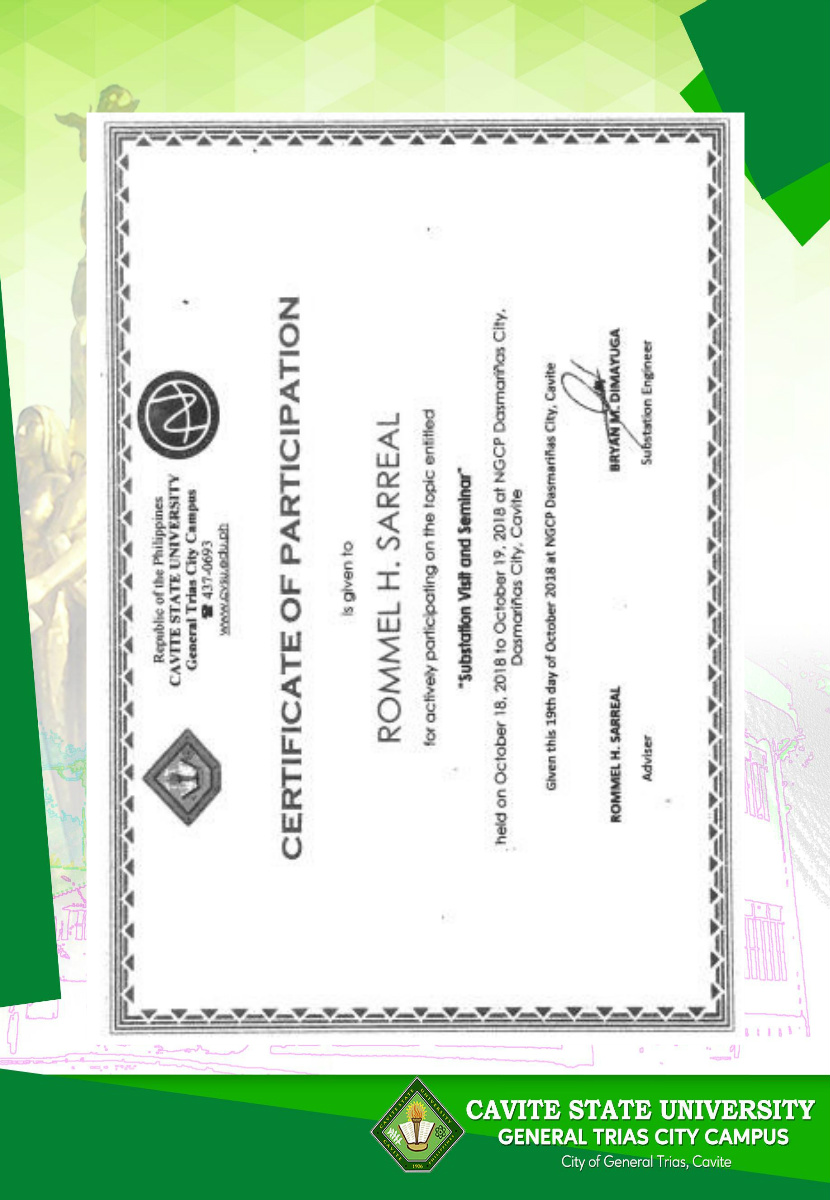 Republic of the Philippines
CAVITE STATE UNIVERSITY
General Trias City Campus
☎ 437-0693
www.cvsu.edu.ph
CERTIFICATE OF PARTICIPATION
is given to
ROMMEL H. SARREAL
for actively participating on the topic entitled
"Substation Visit and Seminar"
held on October 18, 2018 to October 19, 2018 at NGCP Dasmariñas City,
Dasmariñas City, Cavite
Given this 19th day of October 2018 at NGCP Dasmariñas City, Cavite
ROMMEL H. SARREAL
Adviser
BRYAN M. DIMAYUGA
Substation Engineer
CAVITE STATE UNIVERSITY
GENERAL TRIAS CITY CAMPUS
City of General Trias, Cavite
1906